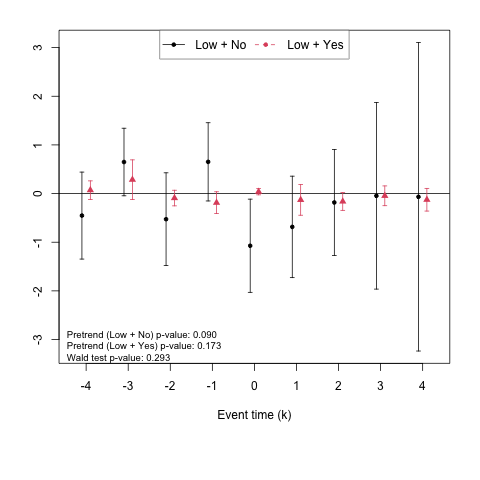 Low + No Low + Yes
3
2
1
0
-1
-2
-3
Pretrend (Low + No) p-value: 0.090
Pretrend (Low + Yes) p-value: 0.173
Wald test p-value: 0.293
-4 -3 -2 -1 0 1 2 3 4
Event time (k)